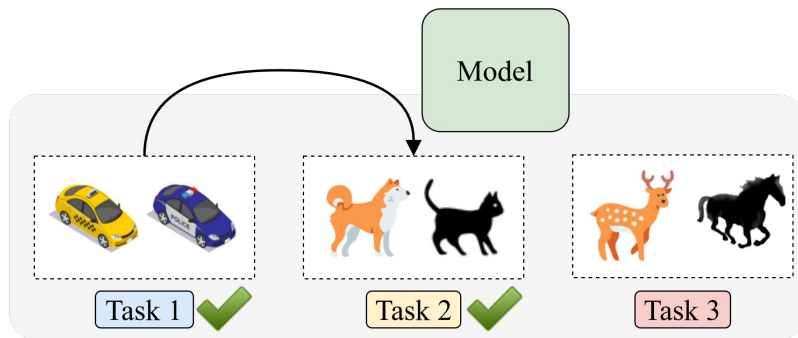 Model
POLICE
Task 1
Task 2
Task 3